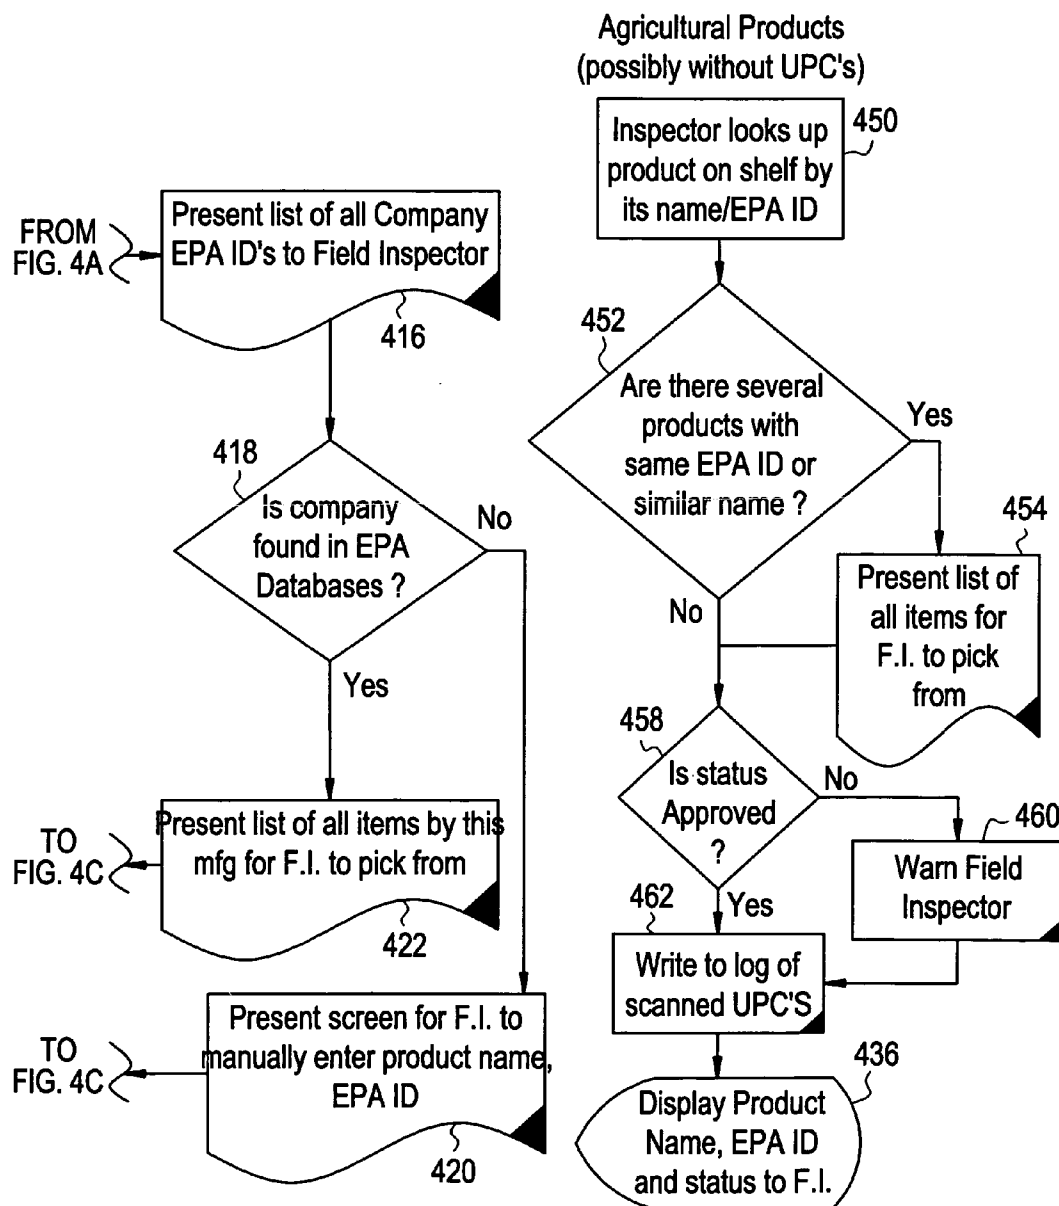 FROM
FIG. 4A
Present list of all Company
EPA ID's to Field Inspector
416
418
Is company
found in EPA
Databases ?
No
Yes
TO
FIG. 4C
Present list of all items by this
mfg for F.I. to pick from
422
TO
FIG. 4C
Present screen for F.I. to
manually enter product name,
EPA ID
420
Agricultural Products
(possibly without UPC's)
Inspector looks up
product on shelf by
its name/EPA ID
450
452
Are there several
products with
same EPA ID or
similar name ?
Yes
No
454
Present list of
all items for
F.I. to pick
from
458
Is status
Approved
?
No
Yes
460
Warn Field
Inspector
462
Write to log of
scanned UPC'S
436
Display Product
Name, EPA ID
and status to F.I.